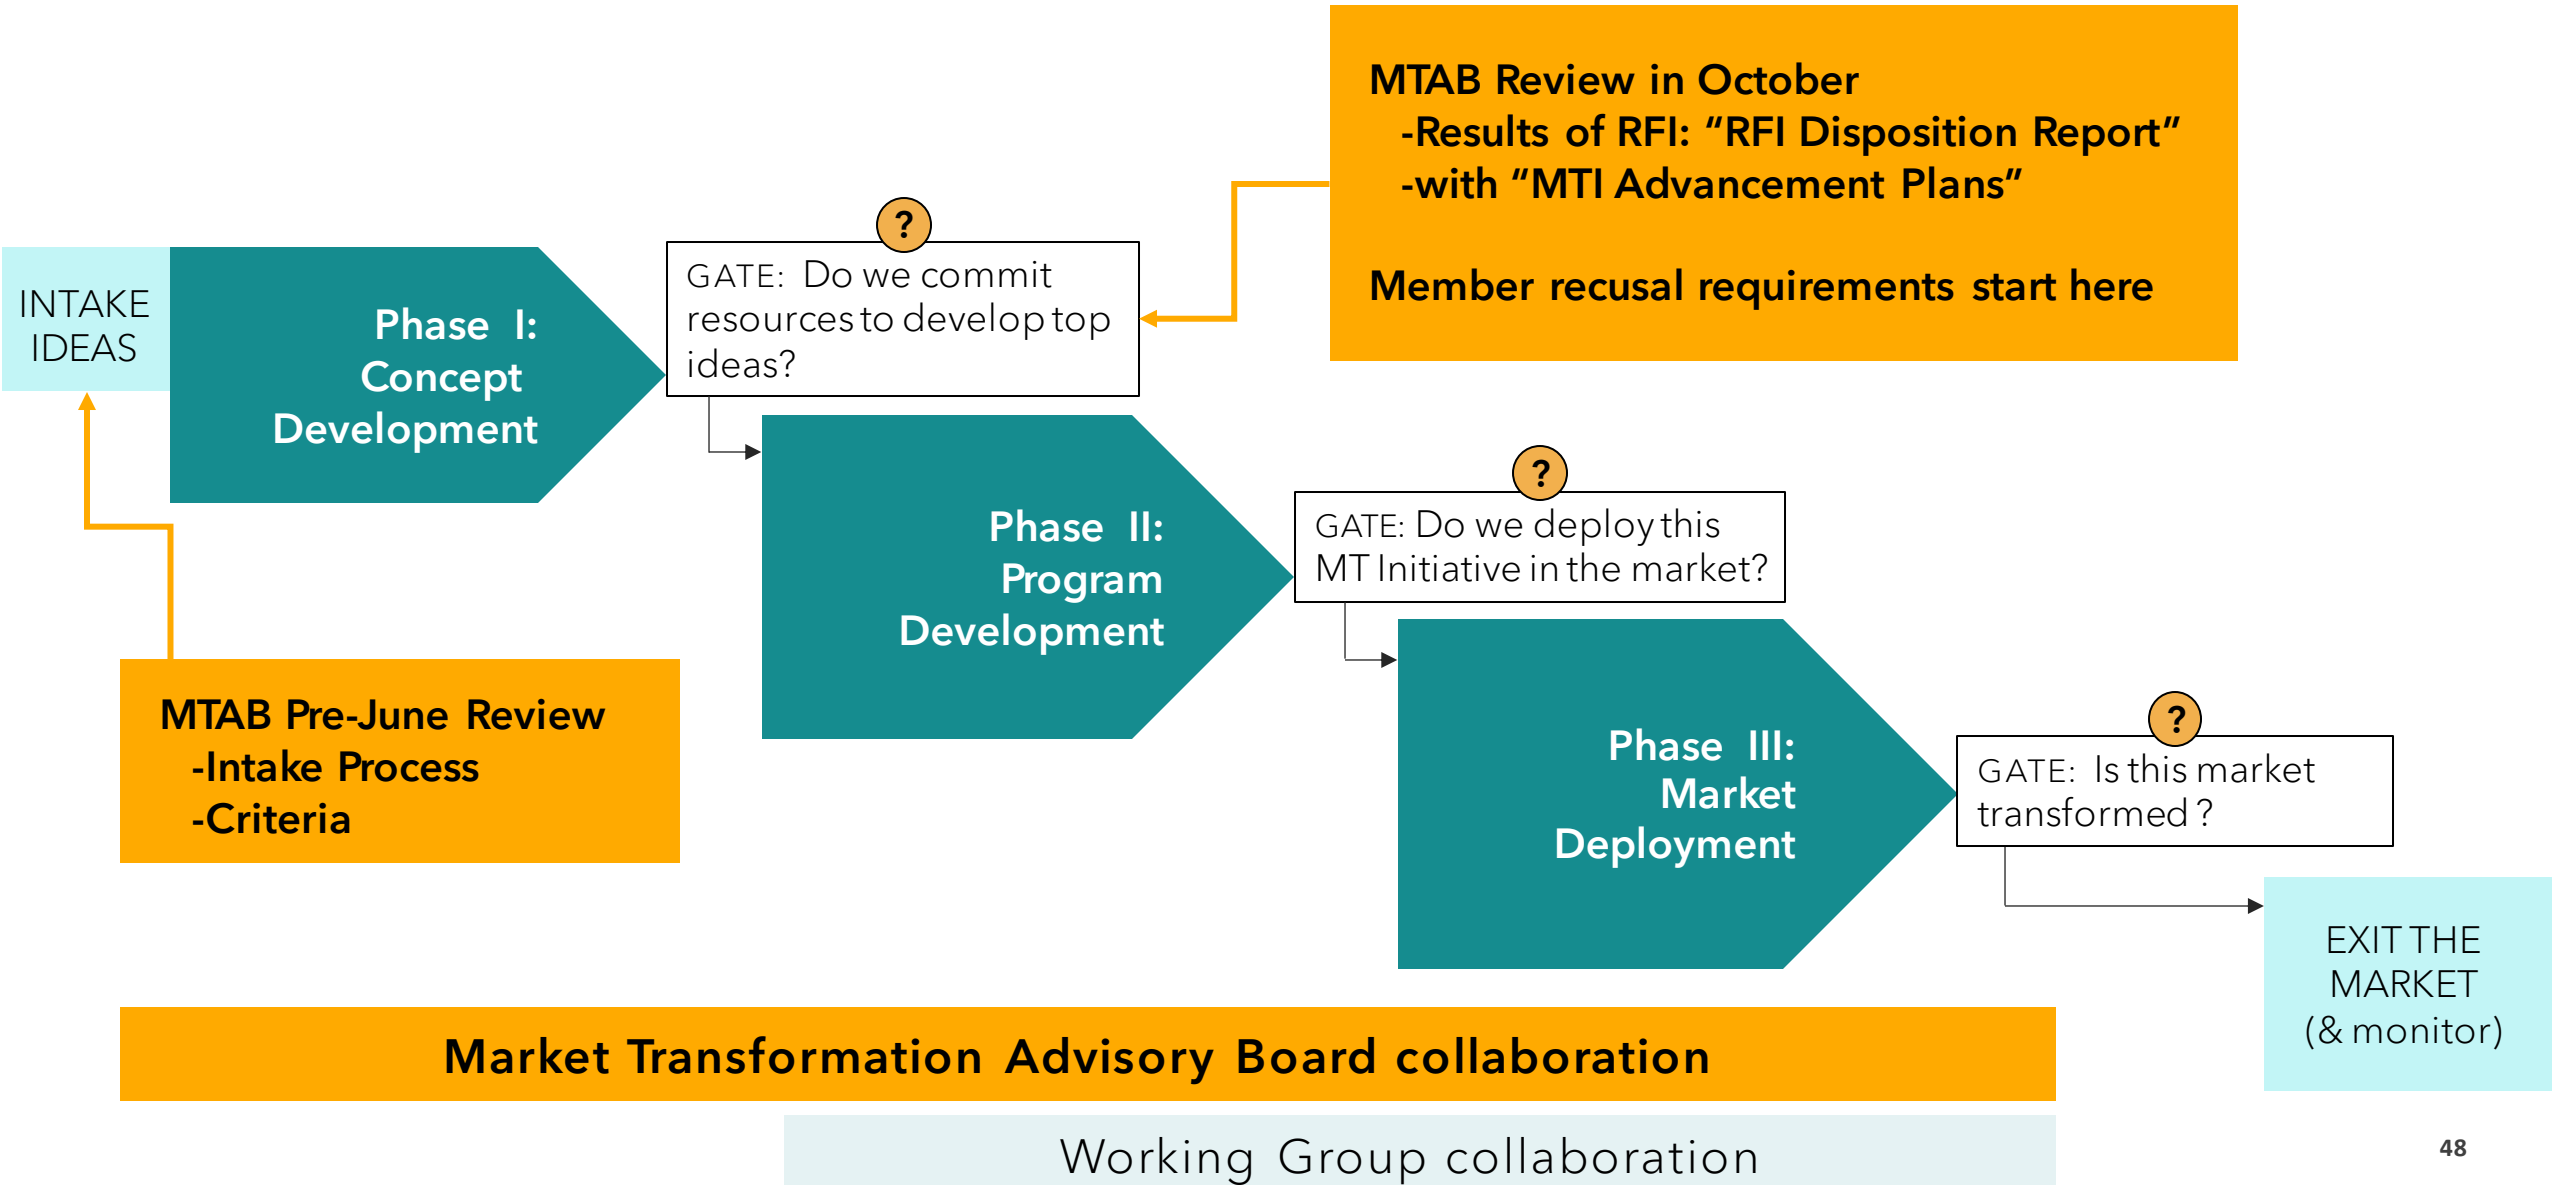 MTAB Review in October
-Results of RFI: “RFI Disposition Report”
-with “MTI Advancement Plans”
Member recusal requirements start here
?
GATE: Do we commit
resources to develop top
ideas?
INTAKE
IDEAS
Phase I:
Concept
Development
?
GATE: Do we deploy this
MT Initiative in the market?
Phase II:
Program
Development
MTAB Pre-June Review
-Intake Process
-Criteria
?
GATE: Is this market
transformed ?
Phase III:
Market
Deployment
EXIT THE
MARKET
(& monitor)
Market Transformation Advisory Board collaboration
Working Group collaboration
48